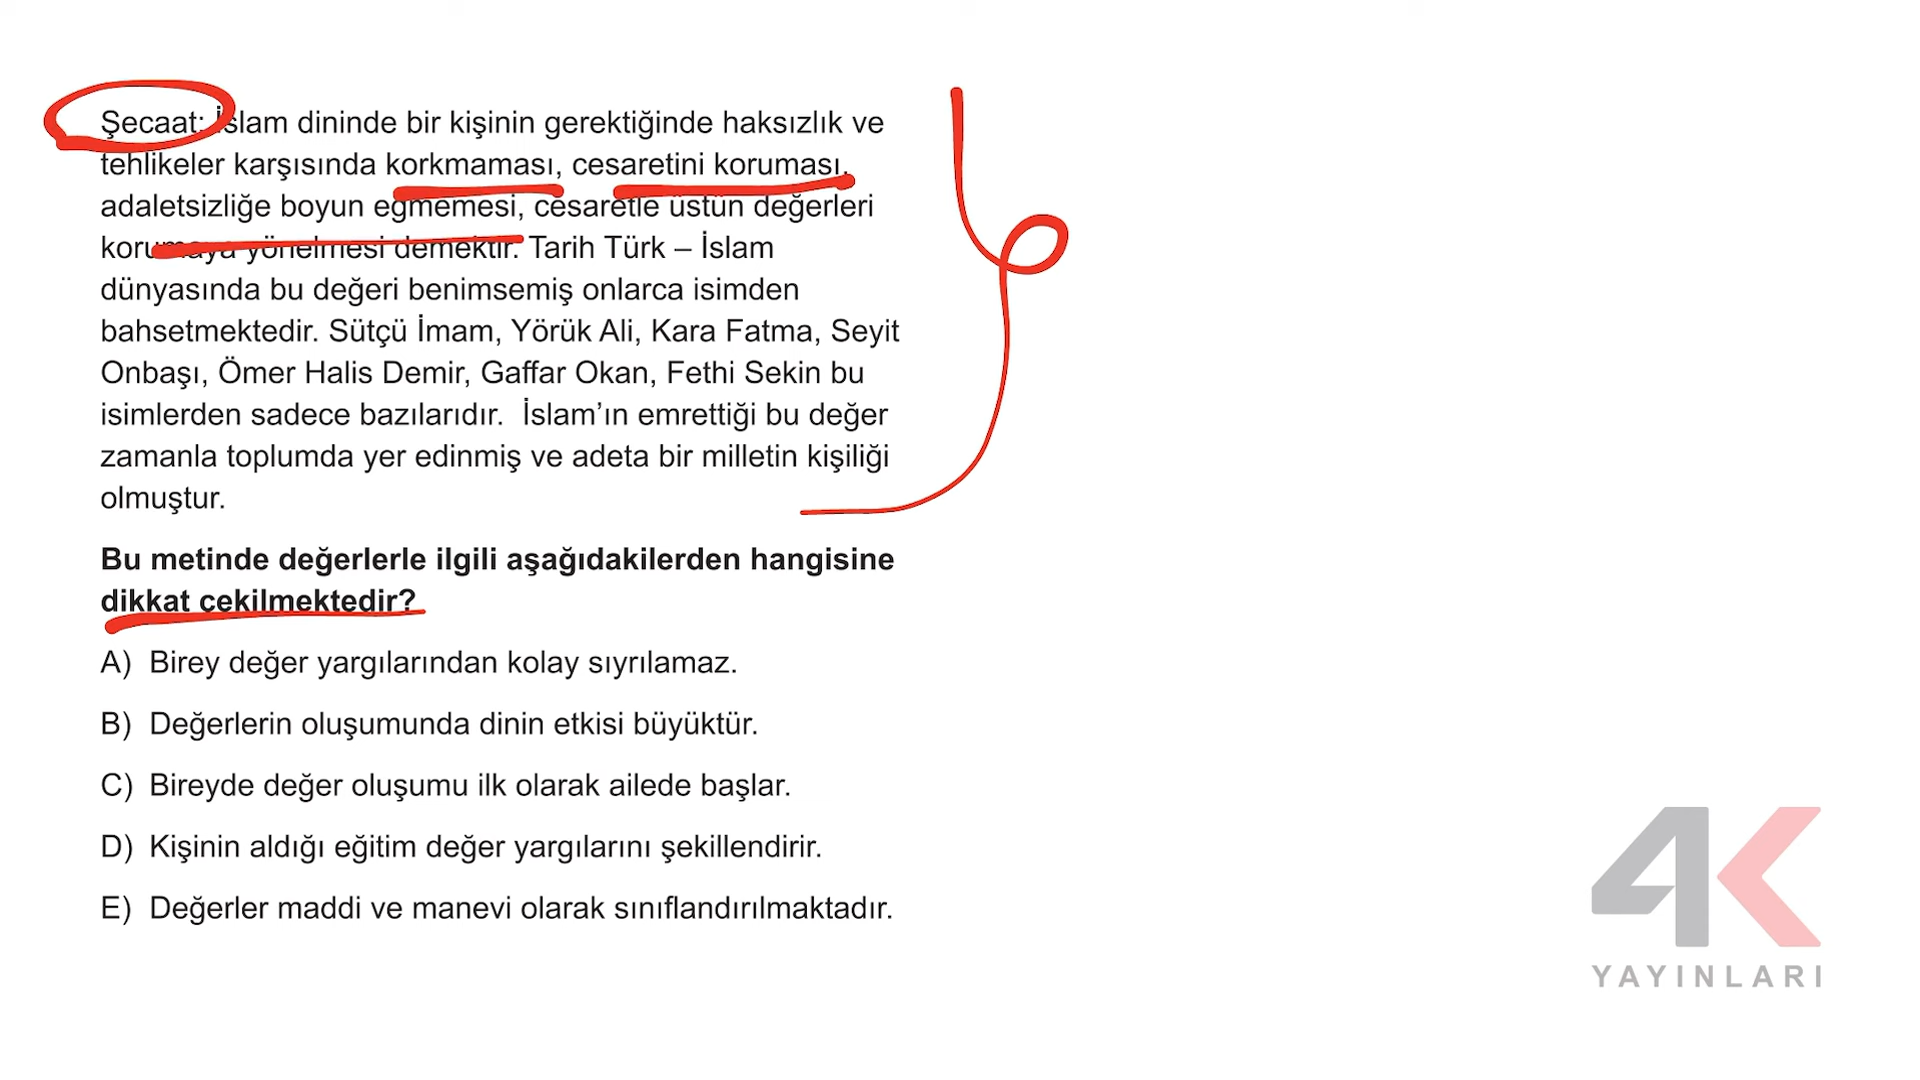 Şecaat: İslam dininde bir kişinin gerektiğinde haksızlık ve
tehlikeler karşısında korkmaması, cesaretini koruması,
adaletsizliğe boyun eğmemesi, cesaretle üstün değerleri
korumaya yönelmesi demektir. Tarih Türk – İslam
dünyasında bu değeri benimsemiş onlarca isimden
bahsetmektedir. Sütçü İmam, Yörük Ali, Kara Fatma, Seyit
Onbaşı, Ömer Halis Demir, Gaffar Okan, Fethi Sekin bu
isimlerden sadece bazılarıdır. İslam’ın emrettiği bu değer
zamanla toplumda yer edinmiş ve adeta bir milletin kişiliği
olmuştur.
Bu metinde değerlerle ilgili aşağıdakilerden hangisine
dikkat çekilmektedir?
A) Birey değer yargılarından kolay sıyrılamaz.
B) Değerlerin oluşumunda dinin etkisi büyüktür.
C) Bireyde değer oluşumu ilk olarak ailede başlar.
D) Kişinin aldığı eğitim değer yargılarını şekillendirir.
E) Değerler maddi ve manevi olarak sınıflandırılmaktadır.
4K
YAYINLARI